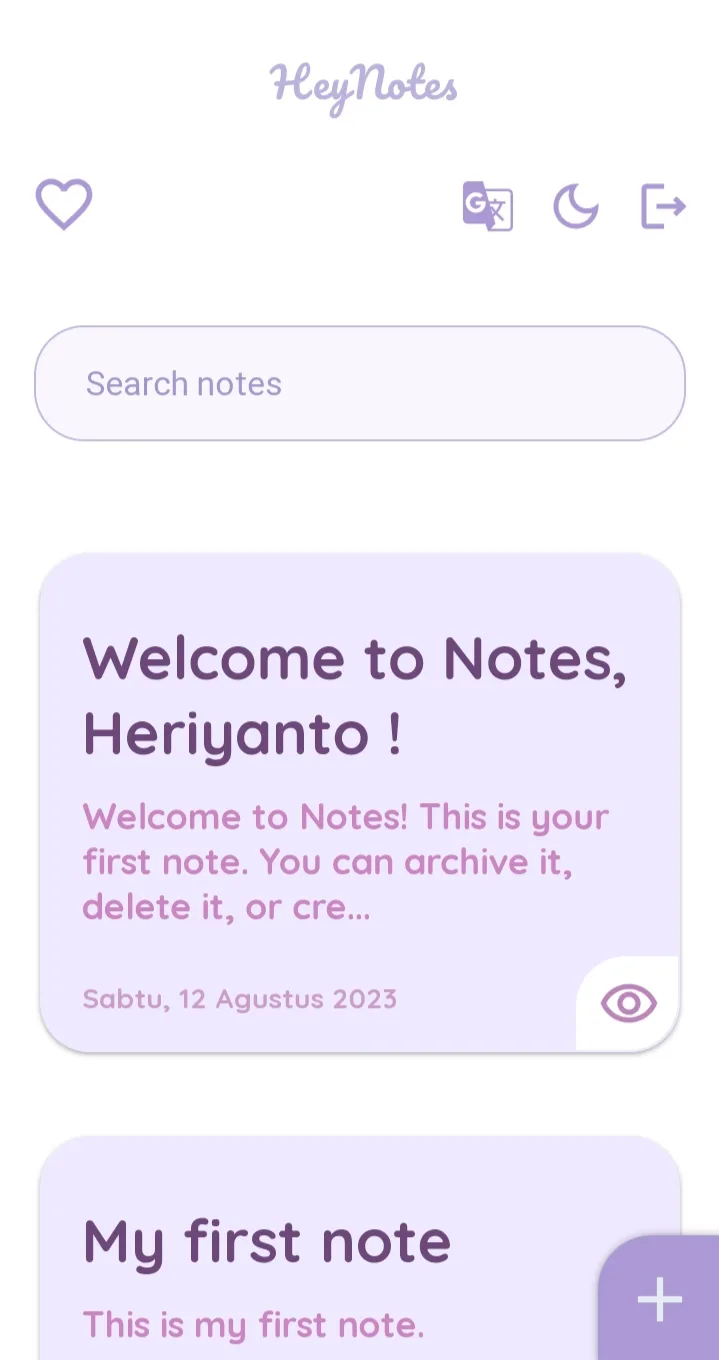 HeyNotes
G 文
Search notes
Welcome to Notes,
Heriyanto !
Welcome to Notes! This is your
first note. You can archive it,
delete it, or cre...
Sabtu, 12 Agustus 2023
My first note
This is my first note.